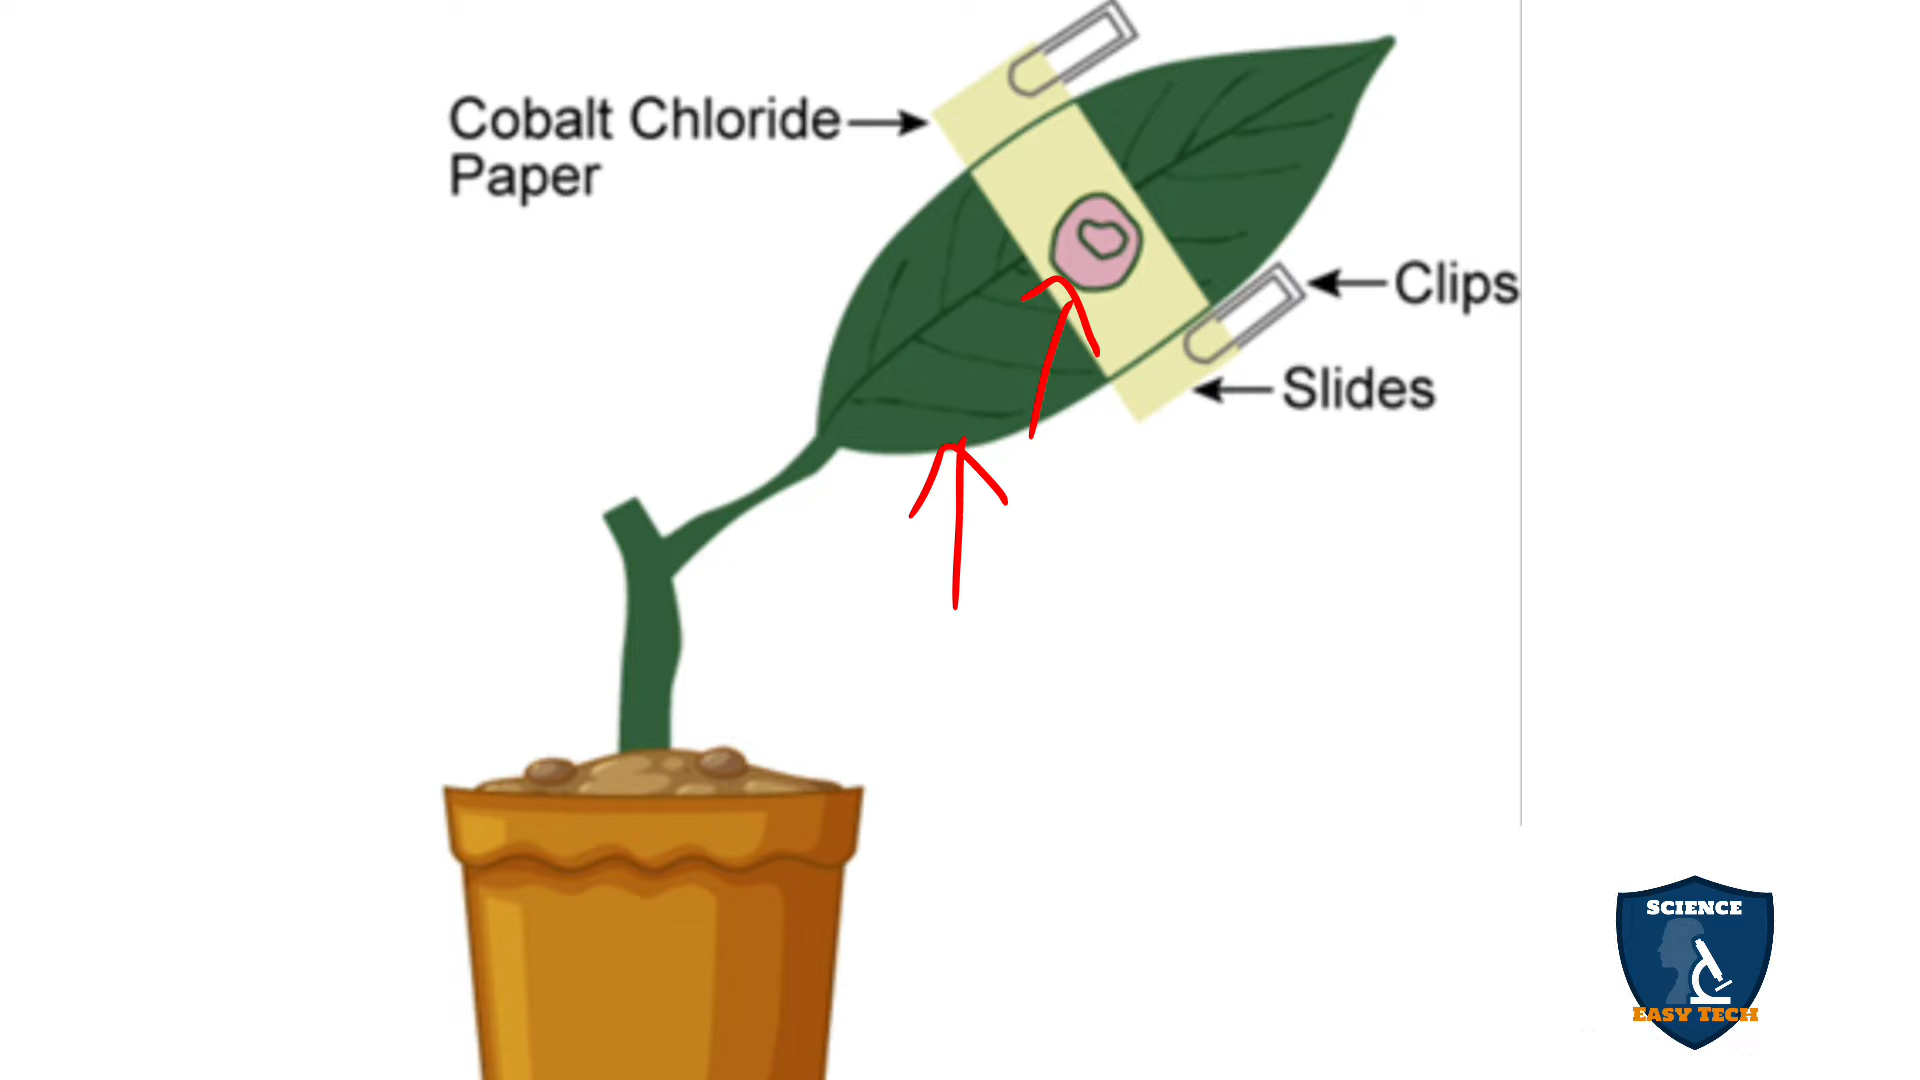 Cobalt Chloride
Paper
Clips
Slides
SCIENCE
EASY TECH